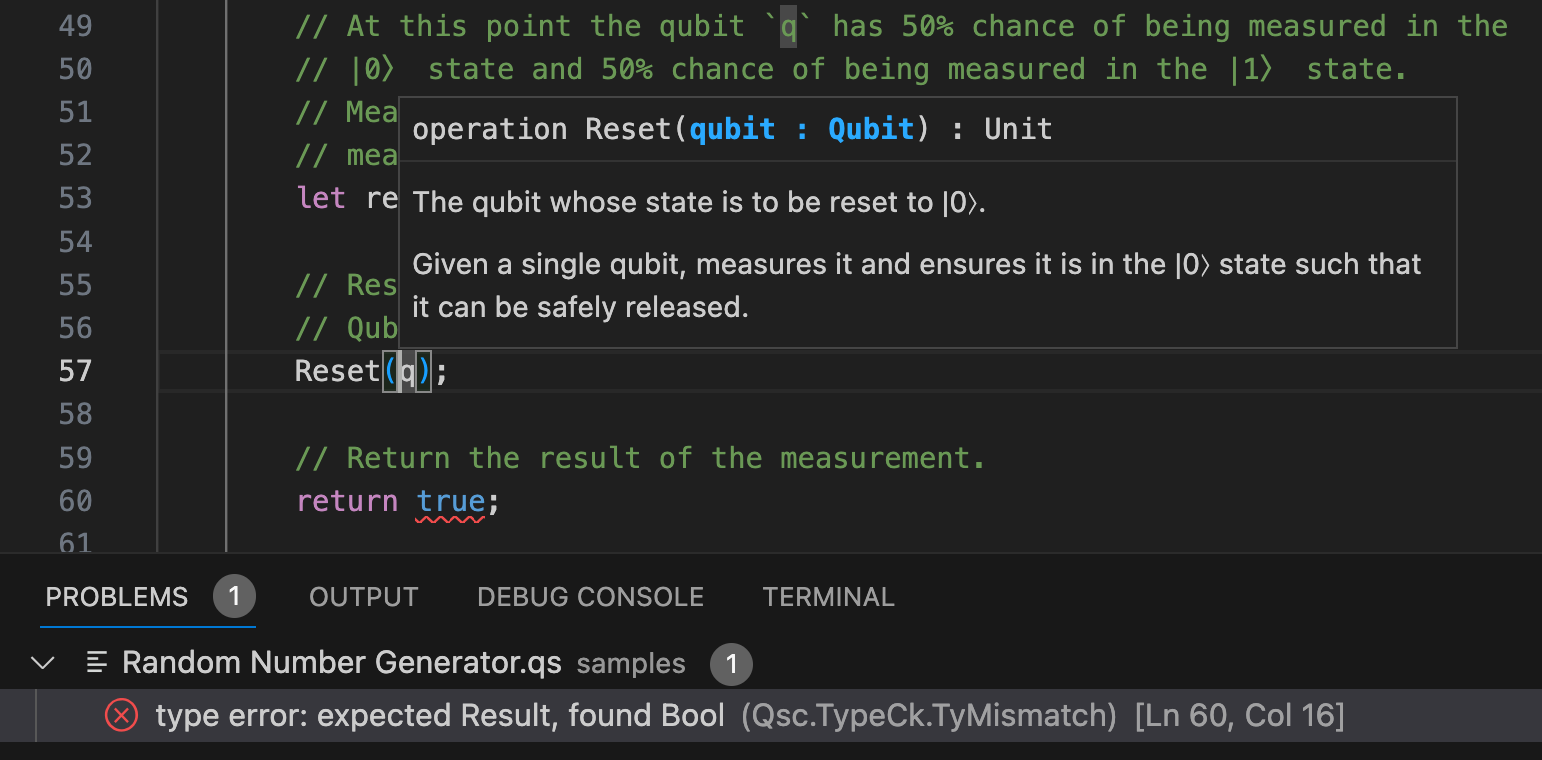 49 // At this point the qubit `q` has 50% chance of being measured in the
50 // |0〉 state and 50% chance of being measured in the |1〉 state.
51 // Mea
operation Reset(qubit : Qubit) : Unit
52 // mea
53 let re
The qubit whose state is to be reset to |0⟩.
54
Given a single qubit, measures it and ensures it is in the |0⟩ state such that
it can be safely released.
55 // Res
56 // Qub
57 Reset(q);
58
59 // Return the result of the measurement.
60 return true;
61
PROBLEMS 1 OUTPUT DEBUG CONSOLE TERMINAL
Random Number Generator.qs samples 1
type error: expected Result, found Bool (Qsc.TypeCk.TyMismatch) [Ln 60, Col 16]